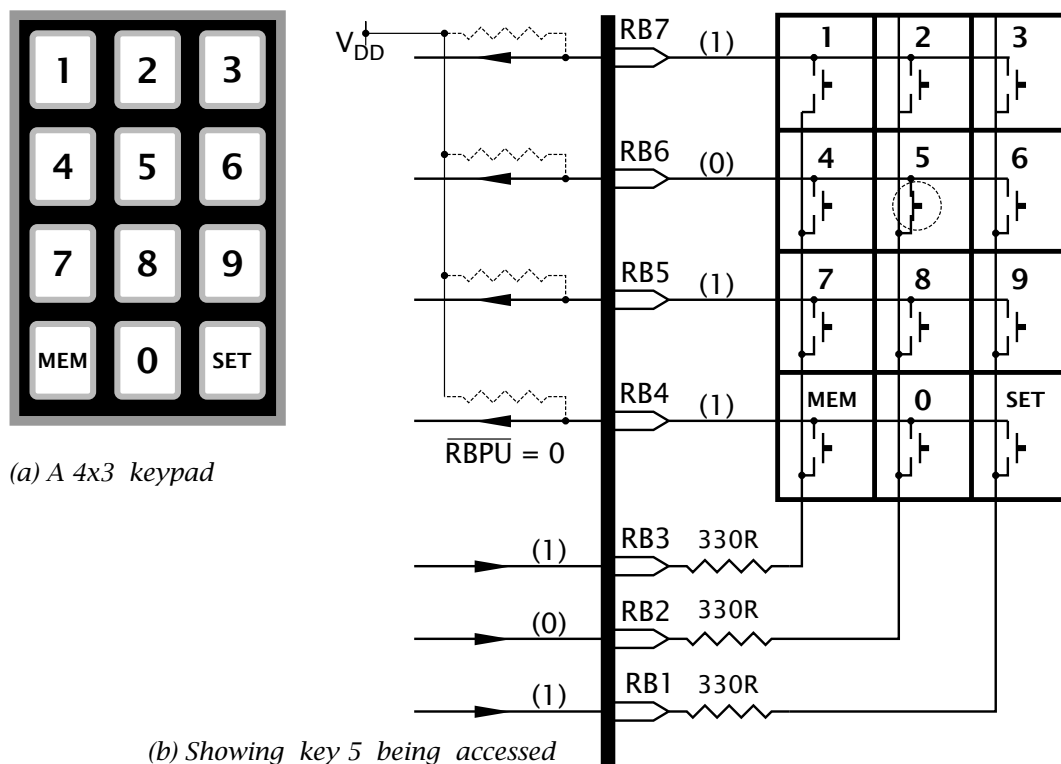 1 2 3
4 5 6
7 8 9
MEM 0 SET
(a) A 4x3 keypad
VDD
RB7 (1) 1 2 3
RB6 (0) 4 5 6
RB5 (1) 7 8 9
RB4 (1) MEM 0 SET
RBPU = 0
(1) RB3 330R
(0) RB2 330R
(1) RB1 330R
(b) Showing key 5 being accessed